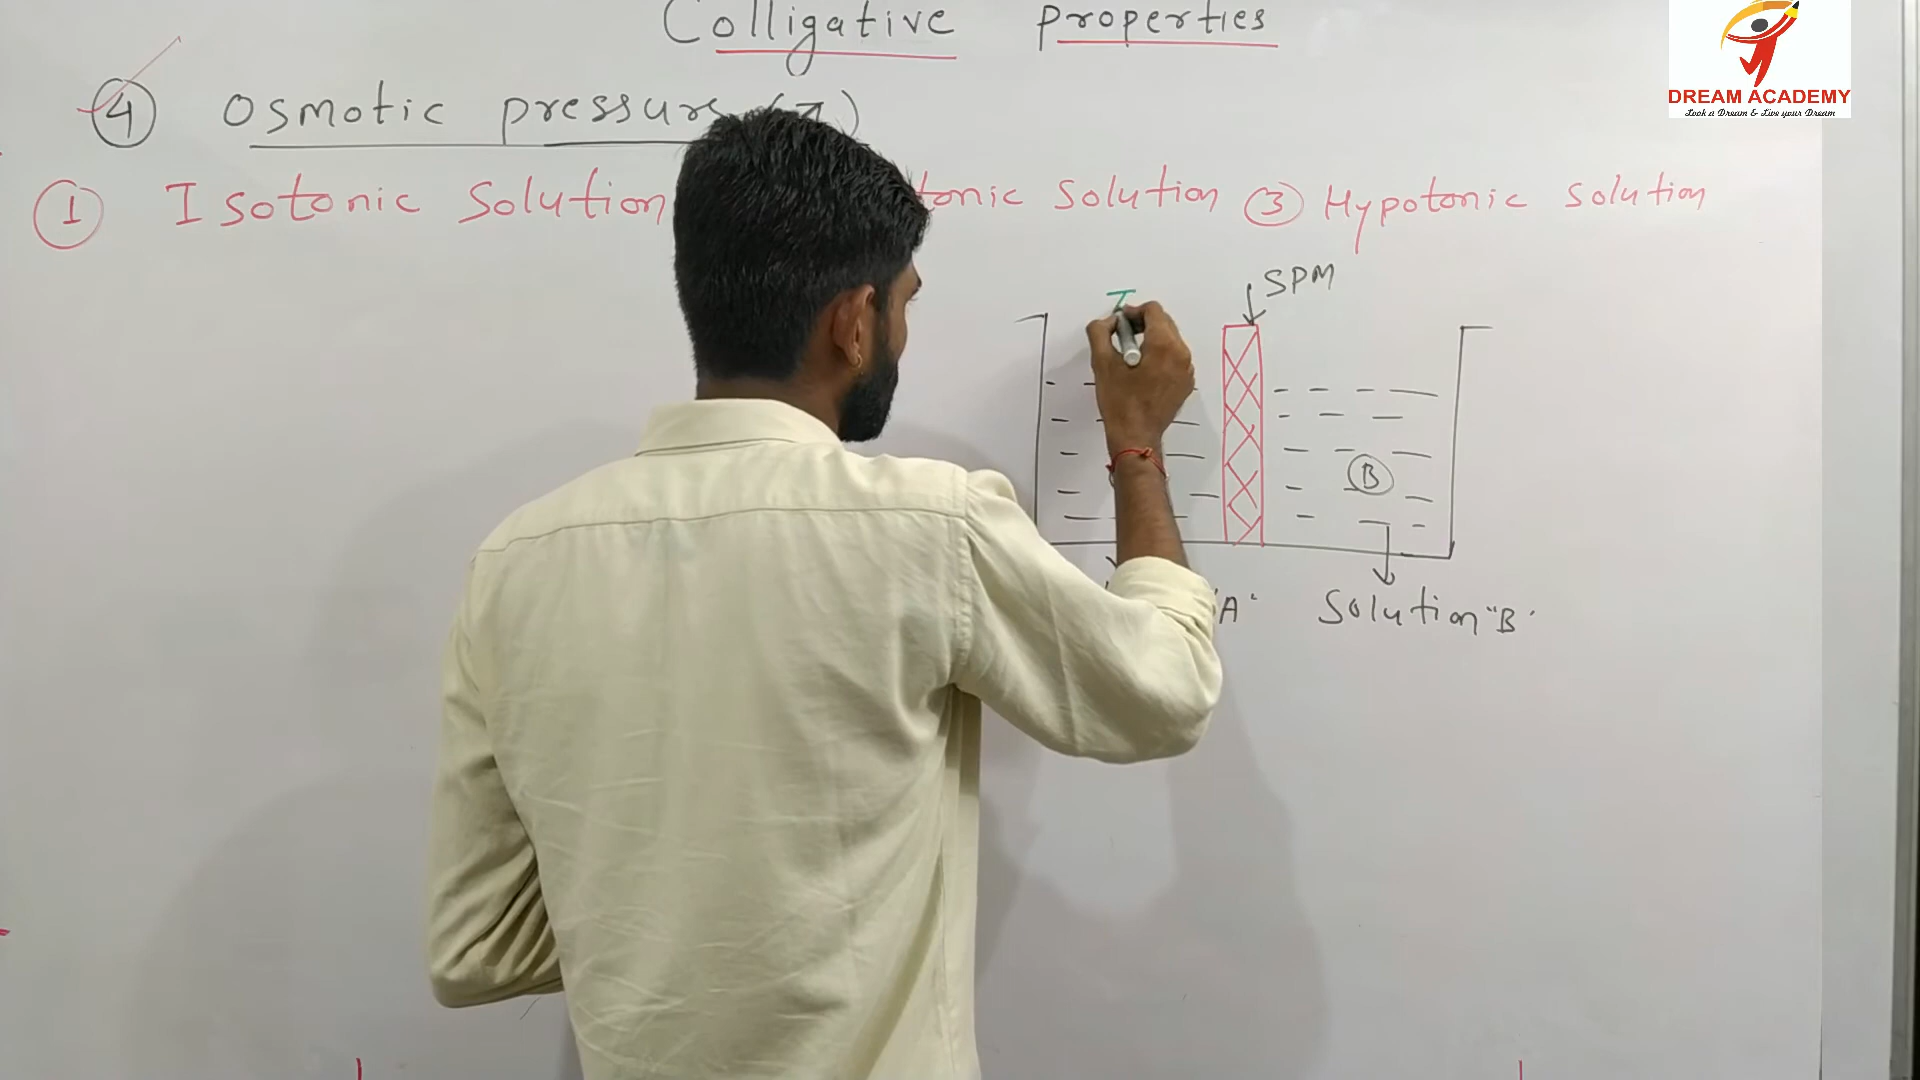 Colligative properties
DREAM ACADEMY
Look a Dream & Live your Dream
4 Osmotic pressure (π)
1 Isotonic Solution tonic Solution 3 Hypotonic Solution
SPM
B
"A" Solution "B"